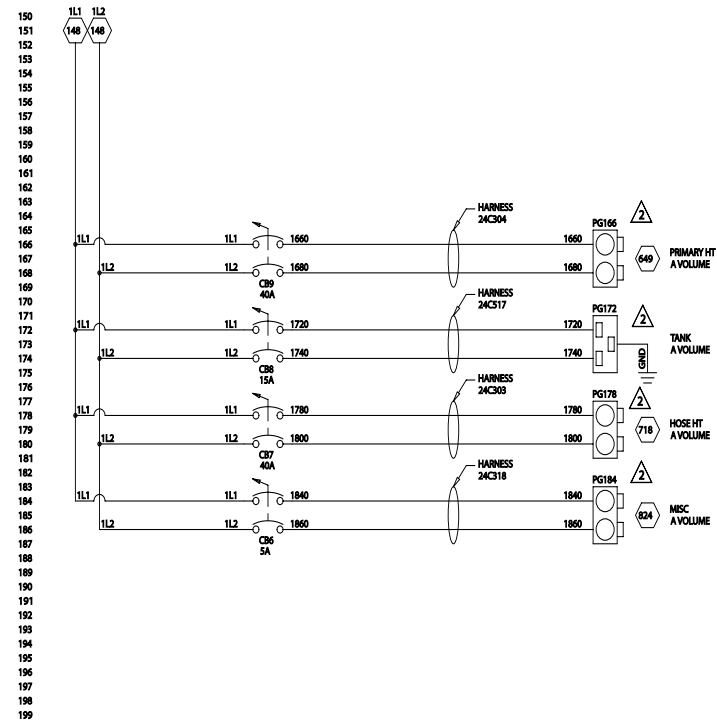 1L1 1L2
150
151 148 148
152
153
154
155
156
157
158
159
160
161
162
163
HARNESS
164 24C304 PG166 2
165
166 1L1 1L1 1660 1660
167 649 PRIMARY HT
A VOLUME
168 1L2 1L2 1680 1680
CB9
169 40A
HARNESS
170 24C517
171 PG172 2
172 1L1 1L1 1720 1720
173 TANK
A VOLUME
174 1L2 1L2 1740 1740 GND
CB8
175 15A
HARNESS
176 24C303
177 PG178 2
178 1L1 1L1 1780 1780
179 718 HOSE HT
A VOLUME
180 1L2 1L2 1800 1800
CB7
181 40A
HARNESS
182 24C318
183 PG184 2
184 1L1 1L1 1840 1840
185 824 MISC
A VOLUME
186 1L2 1L2 1860 1860
CB6
187 5A
188
189
190
191
192
193
194
195
196
197
198
199